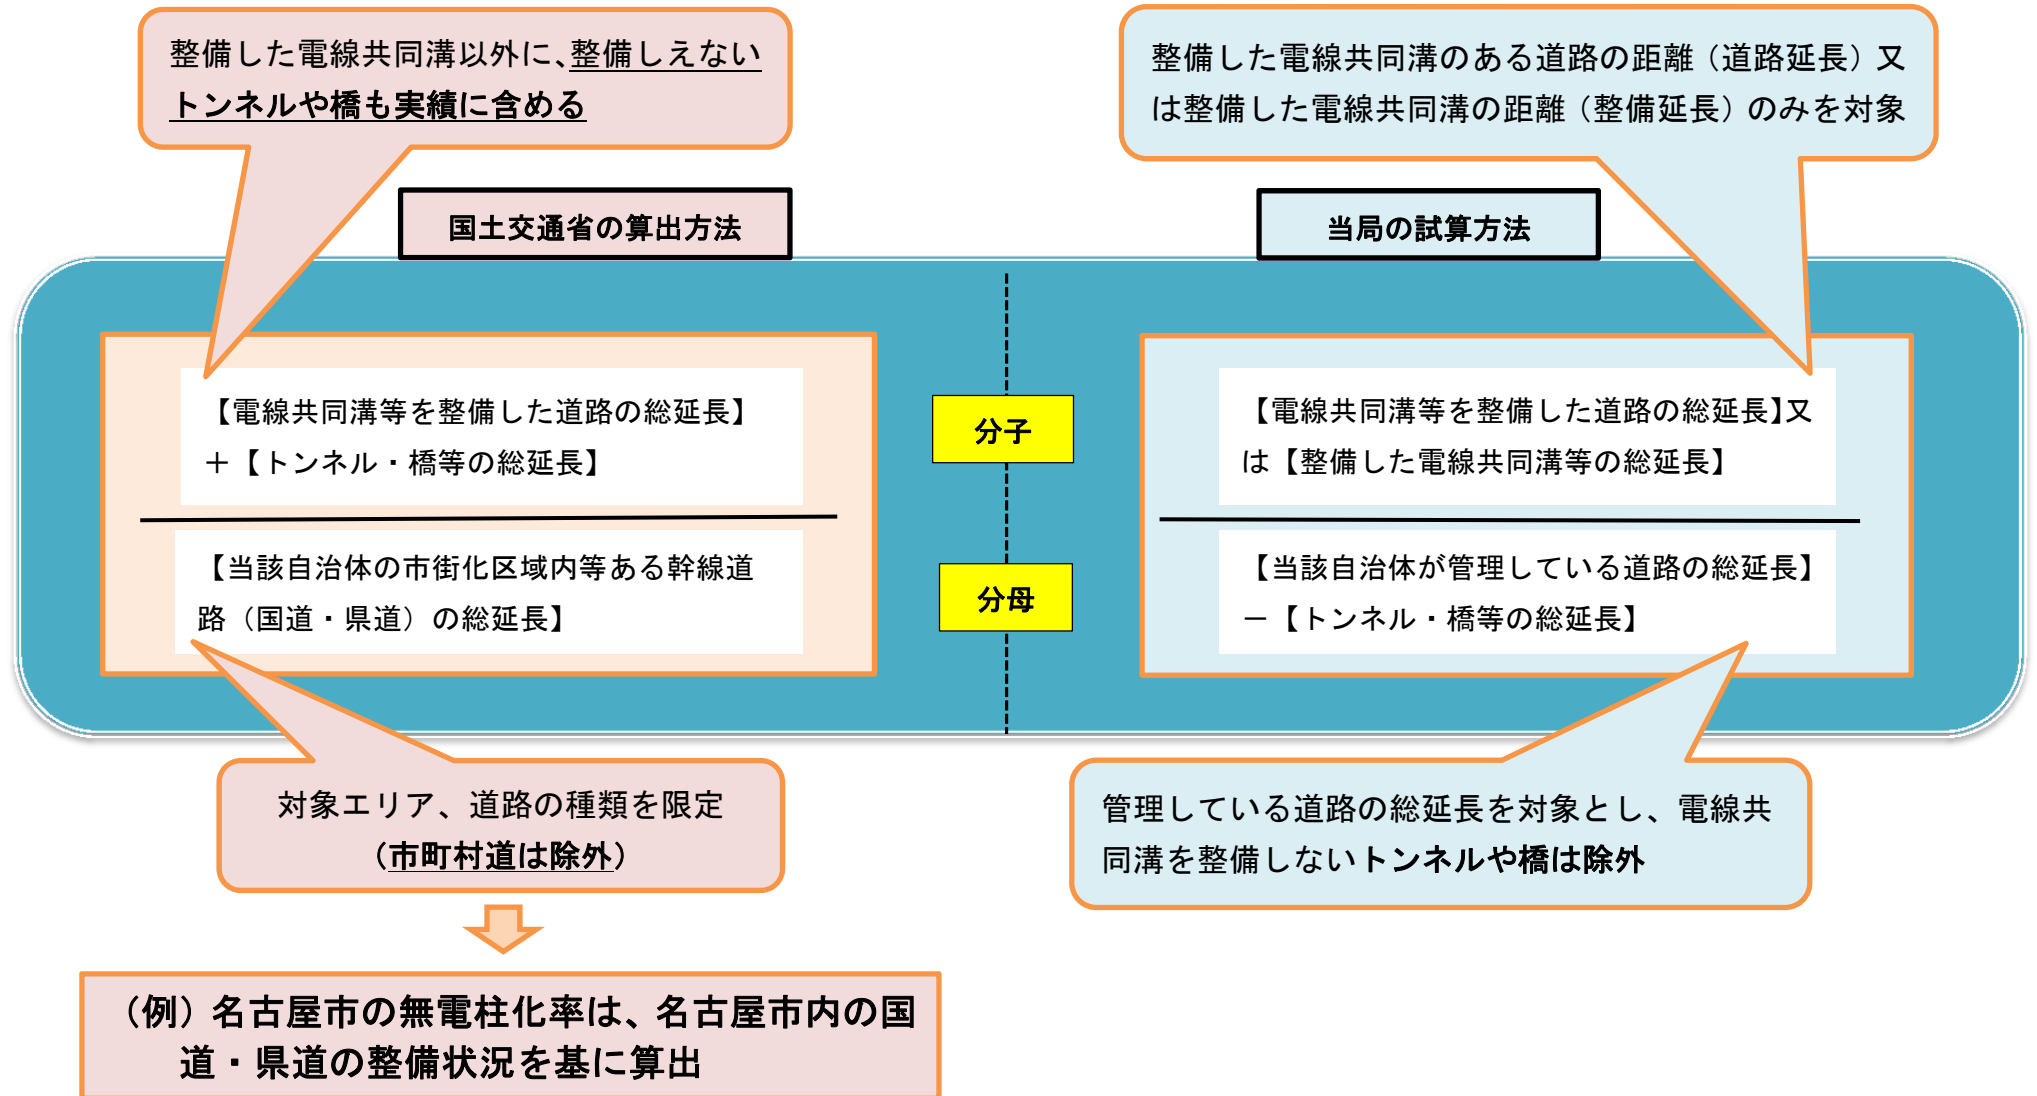 整備した電線共同溝以外に、整備しえない
トンネルや橋も実績に含める
整備した電線共同溝のある道路の距離（道路延長）又
は整備した電線共同溝の距離（整備延長）のみを対象
国土交通省の算出方法
当局の試算方法
【電線共同溝等を整備した道路の総延長】
＋【トンネル・橋等の総延長】
分子
【電線共同溝等を整備した道路の総延長】又
は【整備した電線共同溝等の総延長】
【当該自治体の市街化区域内等ある幹線道
路（国道・県道）の総延長】
分母
【当該自治体が管理している道路の総延長】
－【トンネル・橋等の総延長】
対象エリア、道路の種類を限定
（市町村道は除外）
管理している道路の総延長を対象とし、電線共
同溝を整備しないトンネルや橋は除外
（例）名古屋市の無電柱化率は、名古屋市内の国
道・県道の整備状況を基に算出